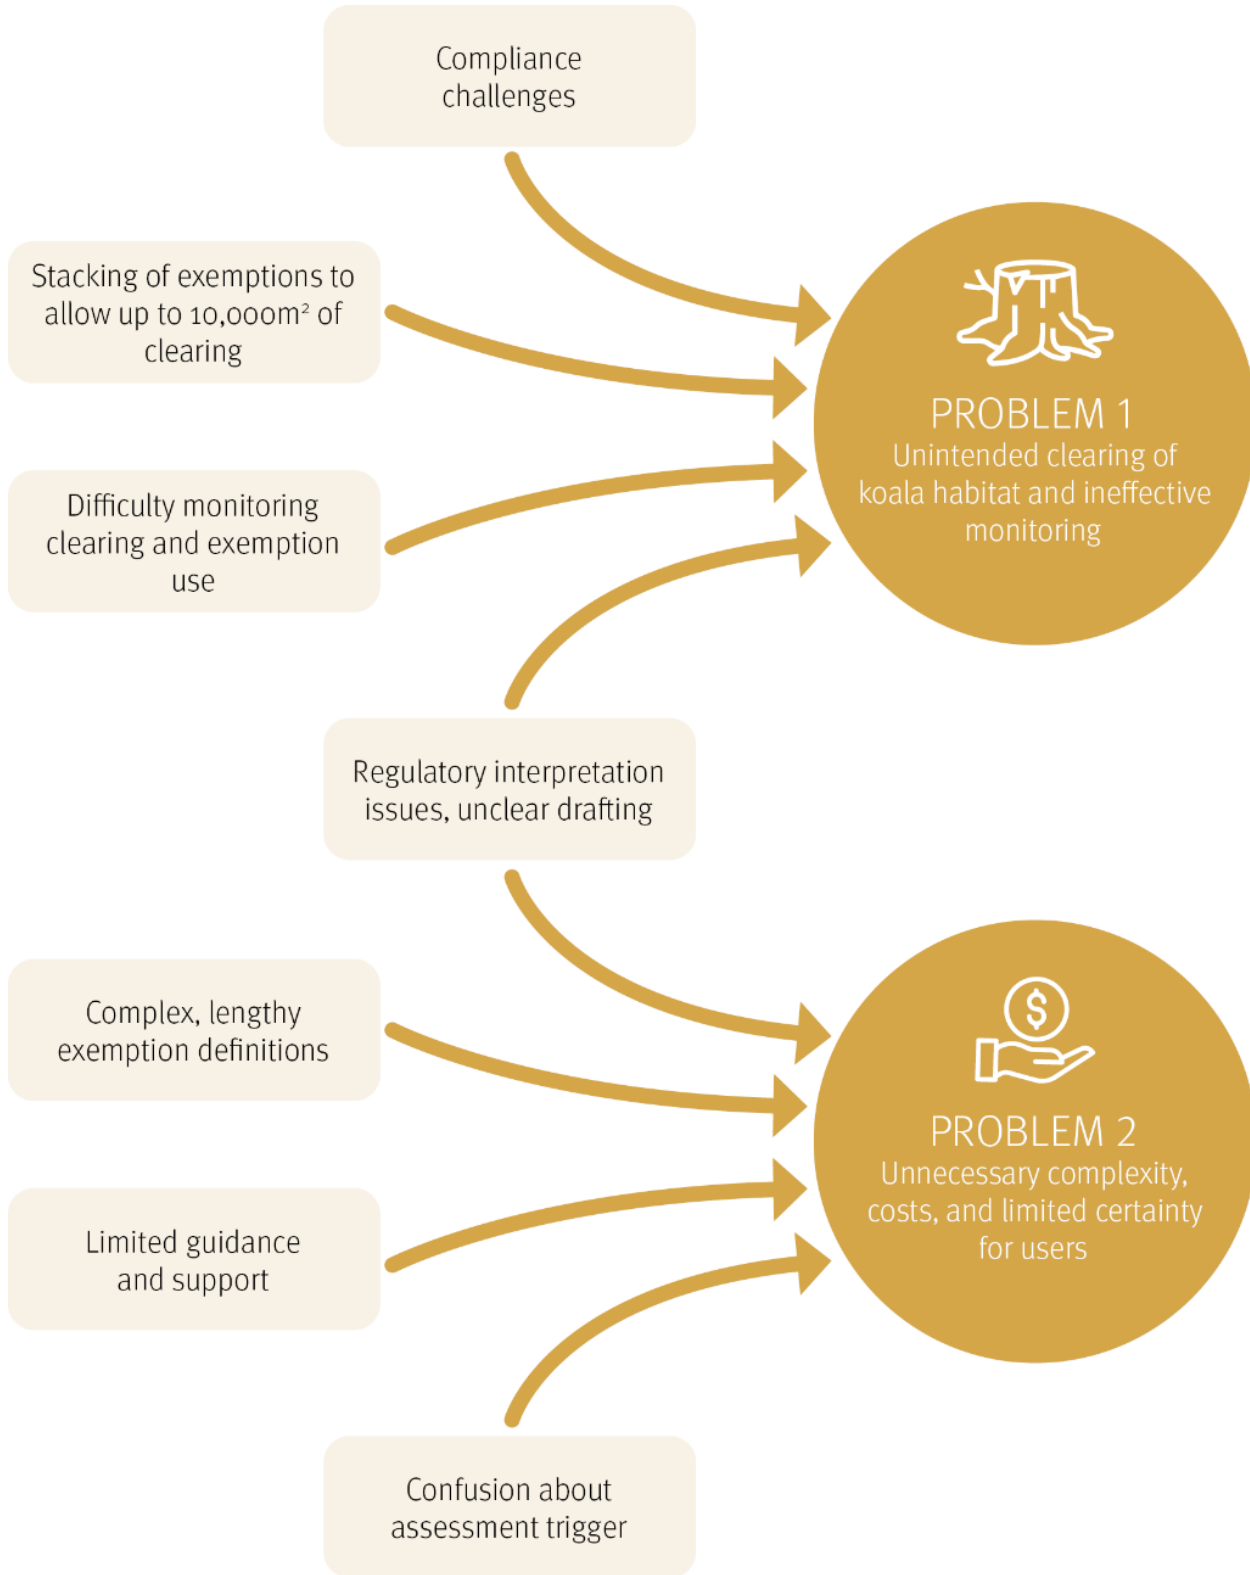 Compliance
challenges
Stacking of exemptions to
allow up to 10,000m² of
clearing
Difficulty monitoring
clearing and exemption
use
PROBLEM 1
Unintended clearing of
koala habitat and ineffective
monitoring
Regulatory interpretation
issues, unclear drafting
Complex, lengthy
exemption definitions
Limited guidance
and support
$
PROBLEM 2
Unnecessary complexity,
costs, and limited certainty
for users
Confusion about
assessment trigger